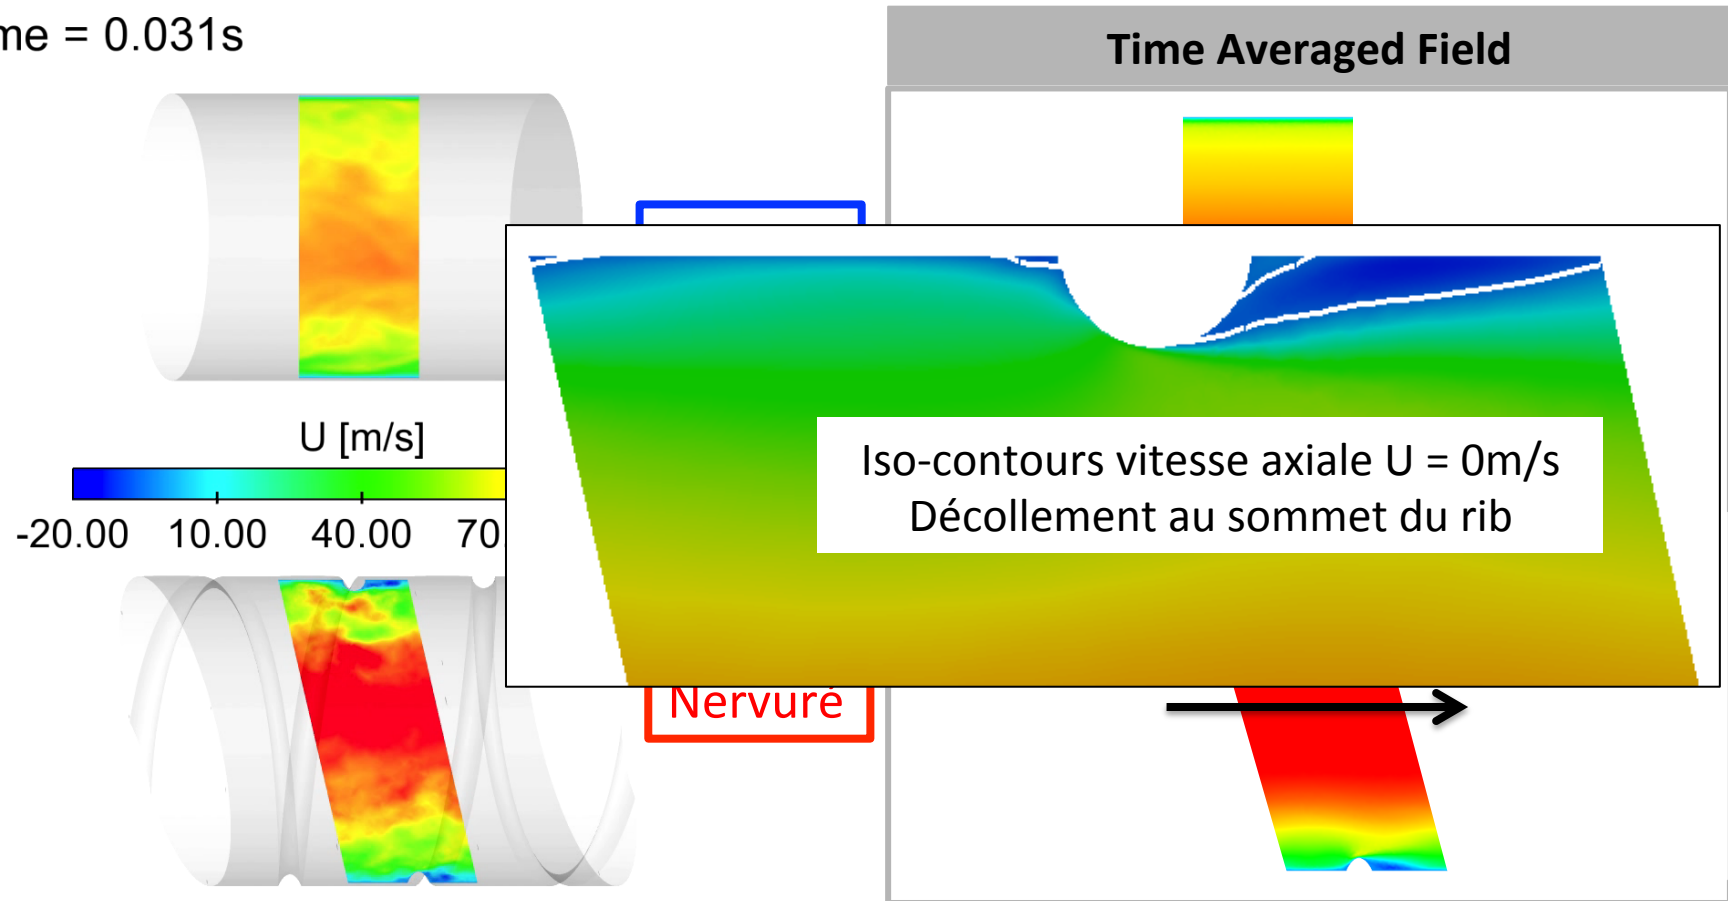 me = 0.031s
Time Averaged Field
U [m/s]
-20.00 10.00 40.00 70.
Iso-contours vitesse axiale U = 0m/s
Décollement au sommet du rib
Nervuré